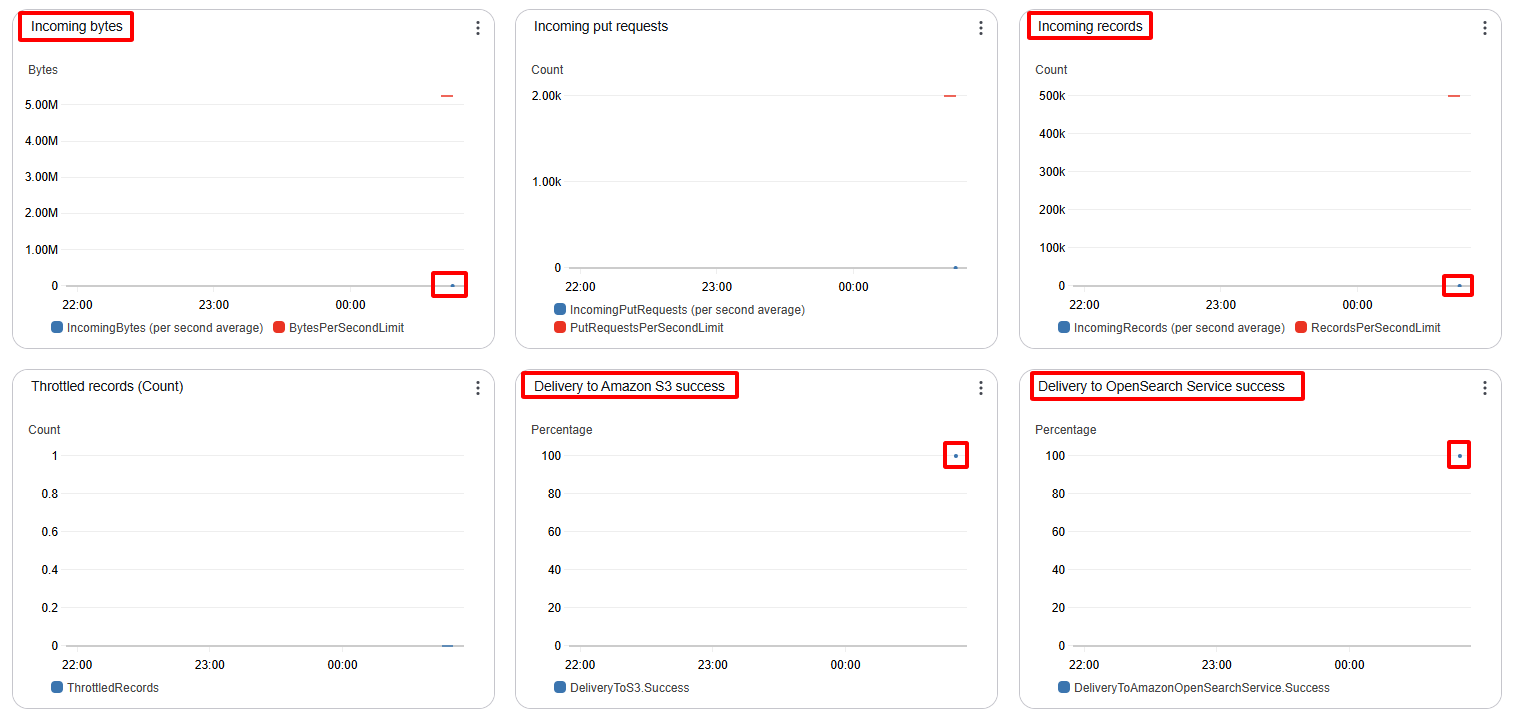 Incoming bytes
Bytes
5.00M
4.00M
3.00M
2.00M
1.00M
0
22:00 23:00 00:00
IncomingBytes (per second average) BytesPerSecondLimit
Incoming put requests
Count
2.00k
1.00k
0
22:00 23:00 00:00
IncomingPutRequests (per second average)
PutRequestsPerSecondLimit
Incoming records
Count
500k
400k
300k
200k
100k
0
22:00 23:00 00:00
IncomingRecords (per second average) RecordsPerSecondLimit
Throttled records (Count)
Count
1
0.8
0.6
0.4
0.2
0
22:00 23:00 00:00
ThrottledRecords
Delivery to Amazon S3 success
Percentage
100
80
60
40
20
0
22:00 23:00 00:00
DeliveryToS3.Success
Delivery to OpenSearch Service success
Percentage
100
80
60
40
20
0
22:00 23:00 00:00
DeliveryToAmazonOpenSearchService.Success